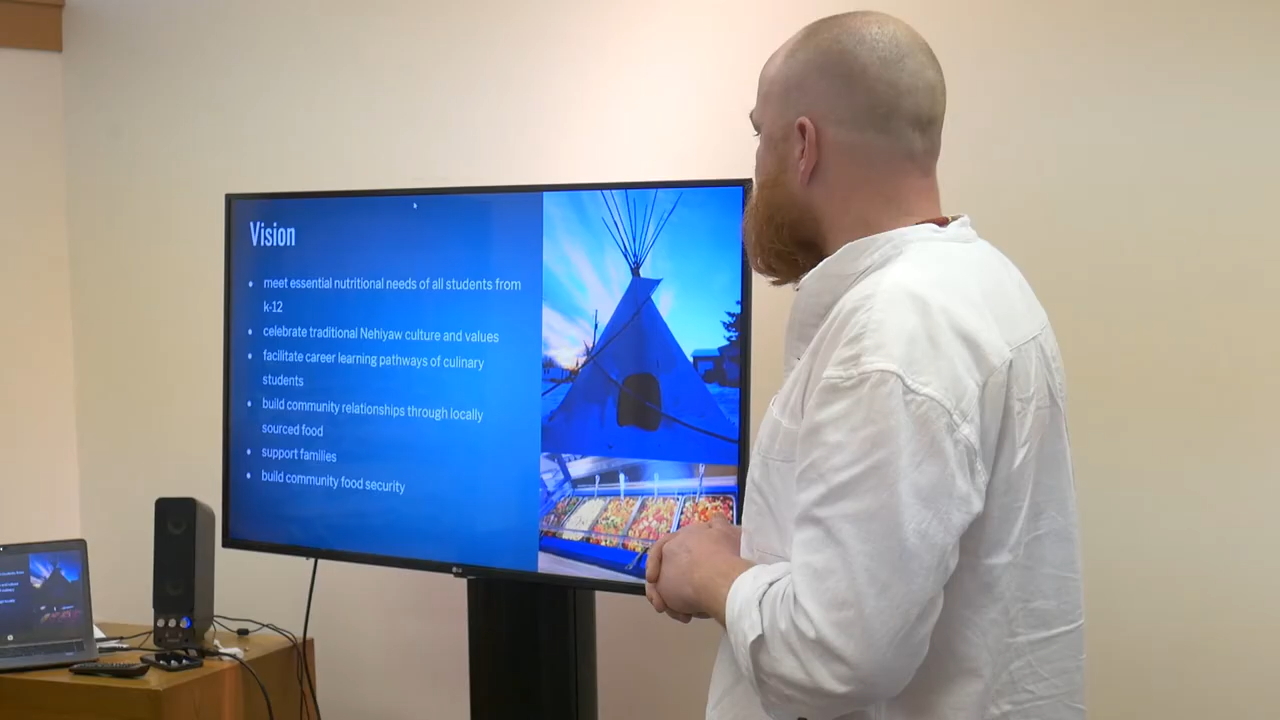 Vision
• meet essential nutritional needs of all students from
k-12
• celebrate traditional Nehiyaw culture and values
• facilitate career learning pathways of culinary
students
• build community relationships through locally
sourced food
• support families
• build community food security
LG